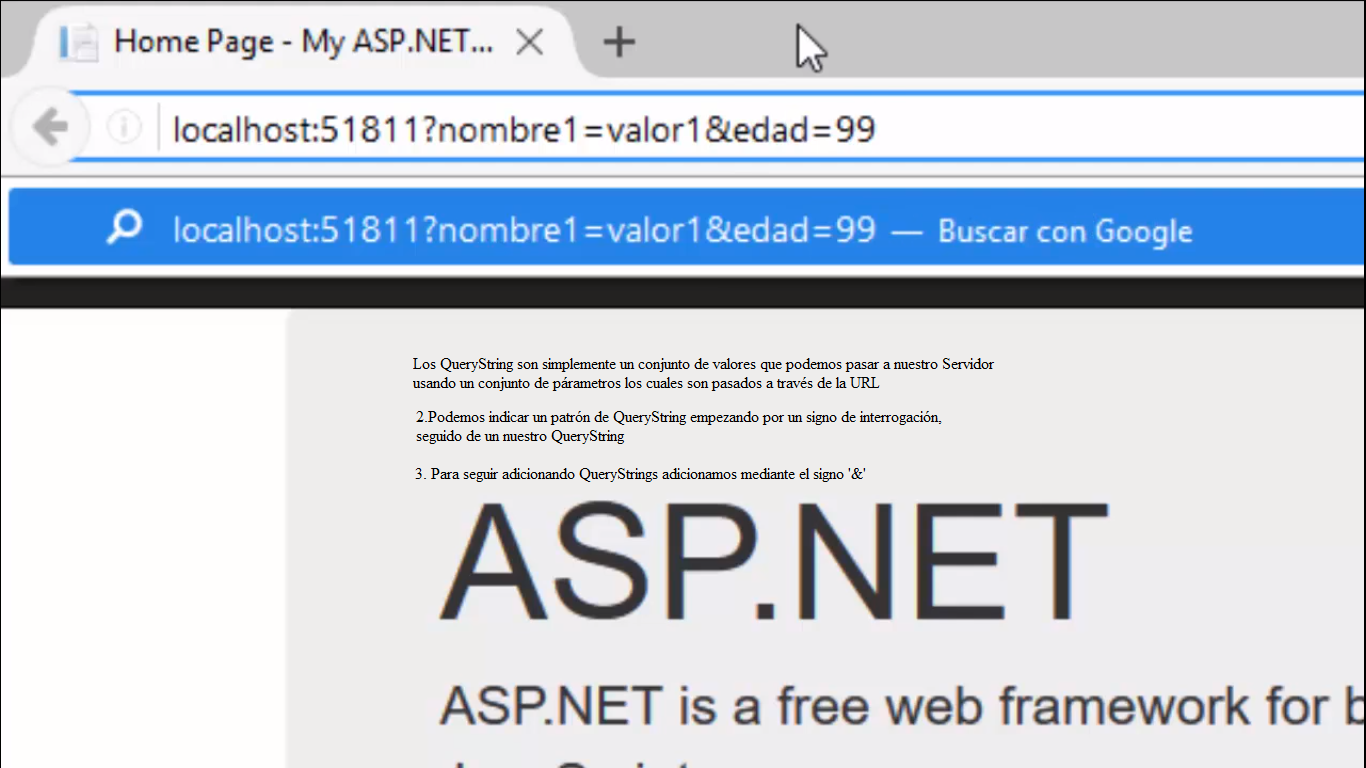 Home Page - My ASP.NET...
localhost:51811?nombre1=valor1&edad=99
localhost:51811?nombre1=valor1&edad=99 — Buscar con Google
Los QueryString son simplemente un conjunto de valores que podemos pasar a nuestro Servidor
usando un conjunto de párametros los cuales son pasados a través de la URL
2.Podemos indicar un patrón de QueryString empezando por un signo de interrogación,
seguido de un nuestro QueryString
3. Para seguir adicionando QueryStrings adicionamos mediante el signo '&'
ASP.NET
ASP.NET is a free web framework for b